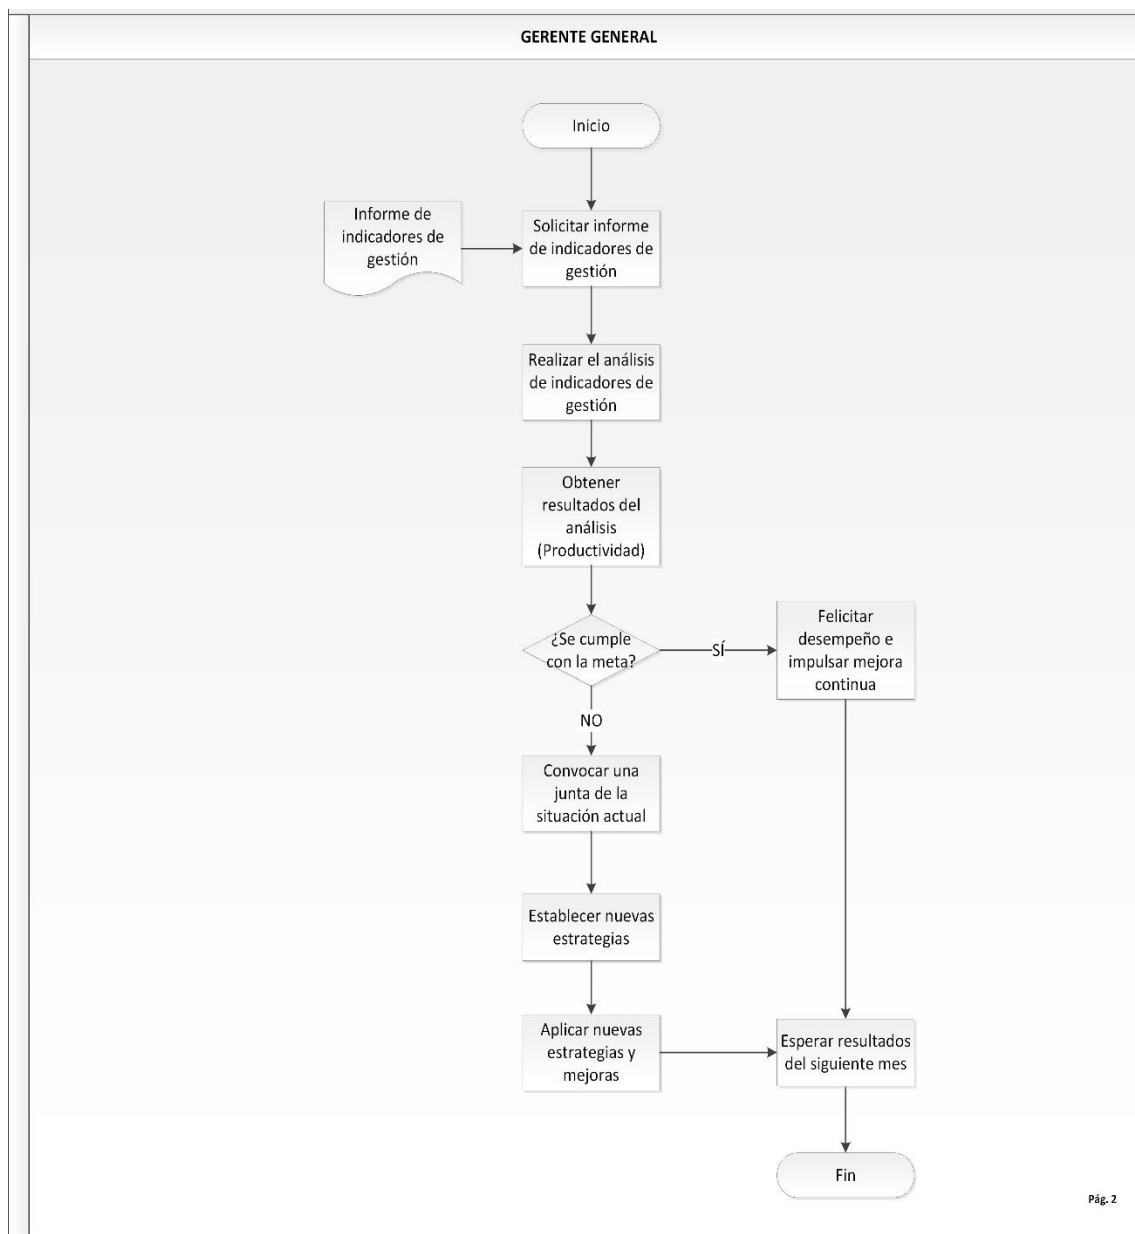 GERENTE GENERAL
Inicio
Informe de
indicadores de
gestión
Solicitar informe
de indicadores de
gestión
Realizar el análisis
de indicadores de
gestión
Obtener
resultados del
análisis
(Productividad)
¿Se cumple
con la meta?
SÍ
Felicitar
desempeño e
impulsar mejora
continua
NO
Convocar una
junta de la
situación actual
Establecer nuevas
estrategias
Aplicar nuevas
estrategias y
mejoras
Esperar resultados
del siguiente mes
Fin
Pág. 2